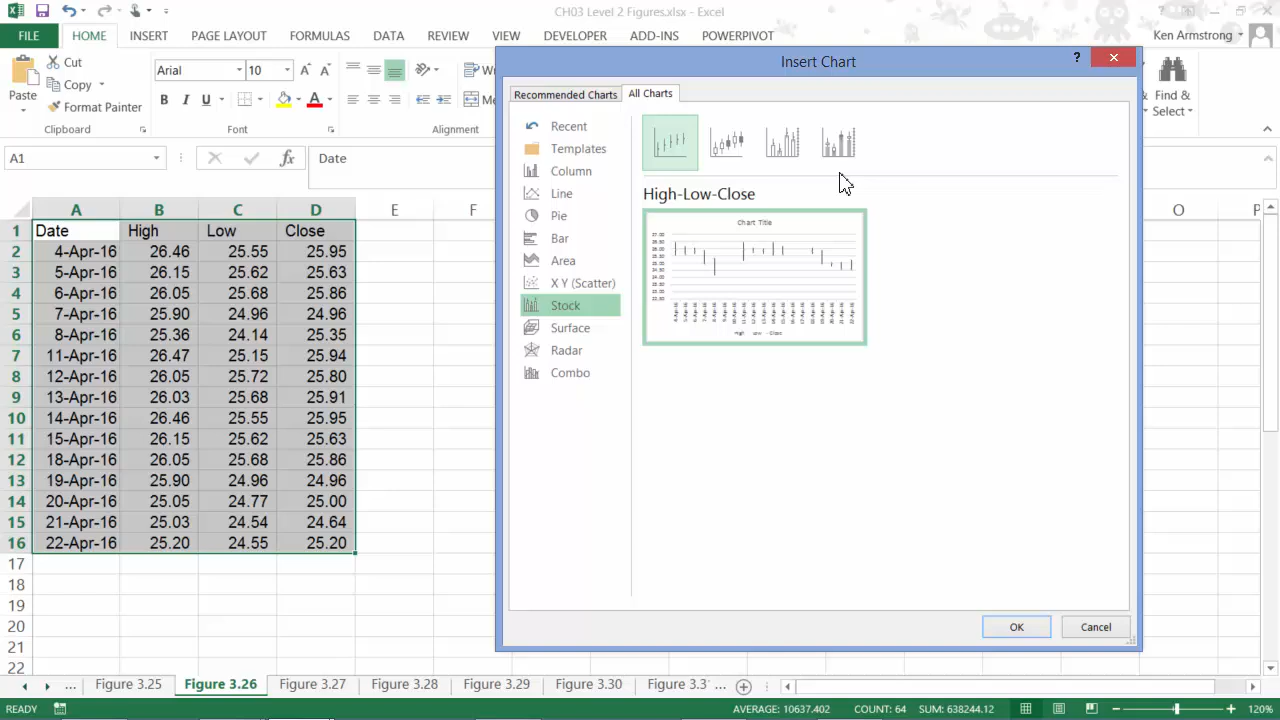 CH03 Level 2 Figures.xlsx - Excel
FILE HOME INSERT PAGE LAYOUT FORMULAS DATA REVIEW VIEW DEVELOPER ADD-INS POWERPIVOT Ken Armstrong
Paste
Cut
Copy
Format Painter
Arial 10
B I U A
Clipboard Font Alignment
Find &
Select
A1 fx Date
A B C D E F O P
1 Date High Low Close
2 4-Apr-16 26.46 25.55 25.95
3 5-Apr-16 26.15 25.62 25.63
4 6-Apr-16 26.05 25.68 25.86
5 7-Apr-16 25.90 24.96 24.96
6 8-Apr-16 25.36 24.14 25.35
7 11-Apr-16 26.47 25.15 25.94
8 12-Apr-16 26.05 25.72 25.80
9 13-Apr-16 26.03 25.68 25.91
10 14-Apr-16 26.46 25.55 25.95
11 15-Apr-16 26.15 25.62 25.63
12 18-Apr-16 26.05 25.68 25.86
13 19-Apr-16 25.90 24.96 24.96
14 20-Apr-16 25.05 24.77 25.00
15 21-Apr-16 25.03 24.54 24.64
16 22-Apr-16 25.20 24.55 25.20
17
18
19
20
21
22
Insert Chart
Recommended Charts All Charts
Recent
Templates
Column
Line
Pie
Bar
Area
X Y (Scatter)
Stock
Surface
Radar
Combo
High-Low-Close
Chart Title
High Low Close
OK Cancel
... Figure 3.25 Figure 3.26 Figure 3.27 Figure 3.28 Figure 3.29 Figure 3.30 Figure 3.3 ...
READY AVERAGE: 10637.402 COUNT: 64 SUM: 638244.12 120%